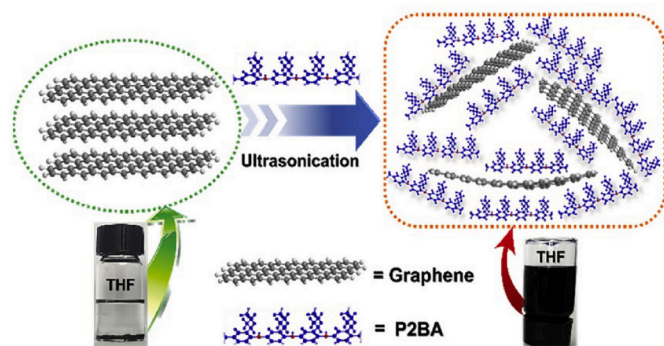 Ultrasonication
THF
= Graphene
= P2BA
THF